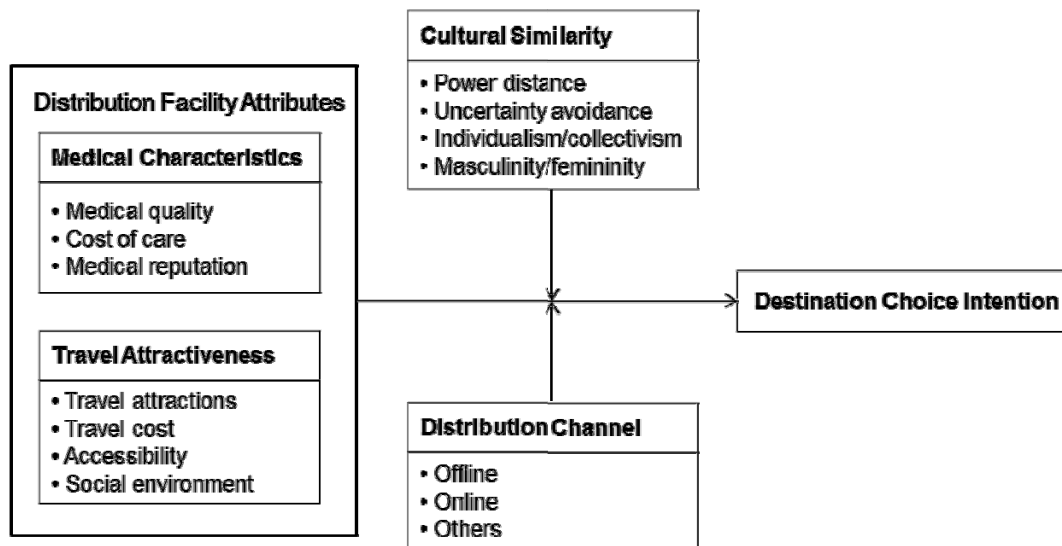 Distribution Facility Attributes
Medical Characteristics
• Medical quality
• Cost of care
• Medical reputation
Travel Attractiveness
• Travel attractions
• Travel cost
• Accessibility
• Social environment
Cultural Similarity
• Power distance
• Uncertainty avoidance
• Individualism/collectivism
• Masculinity/femininity
Distribution Channel
• Offline
• Online
• Others
Destination Choice Intention